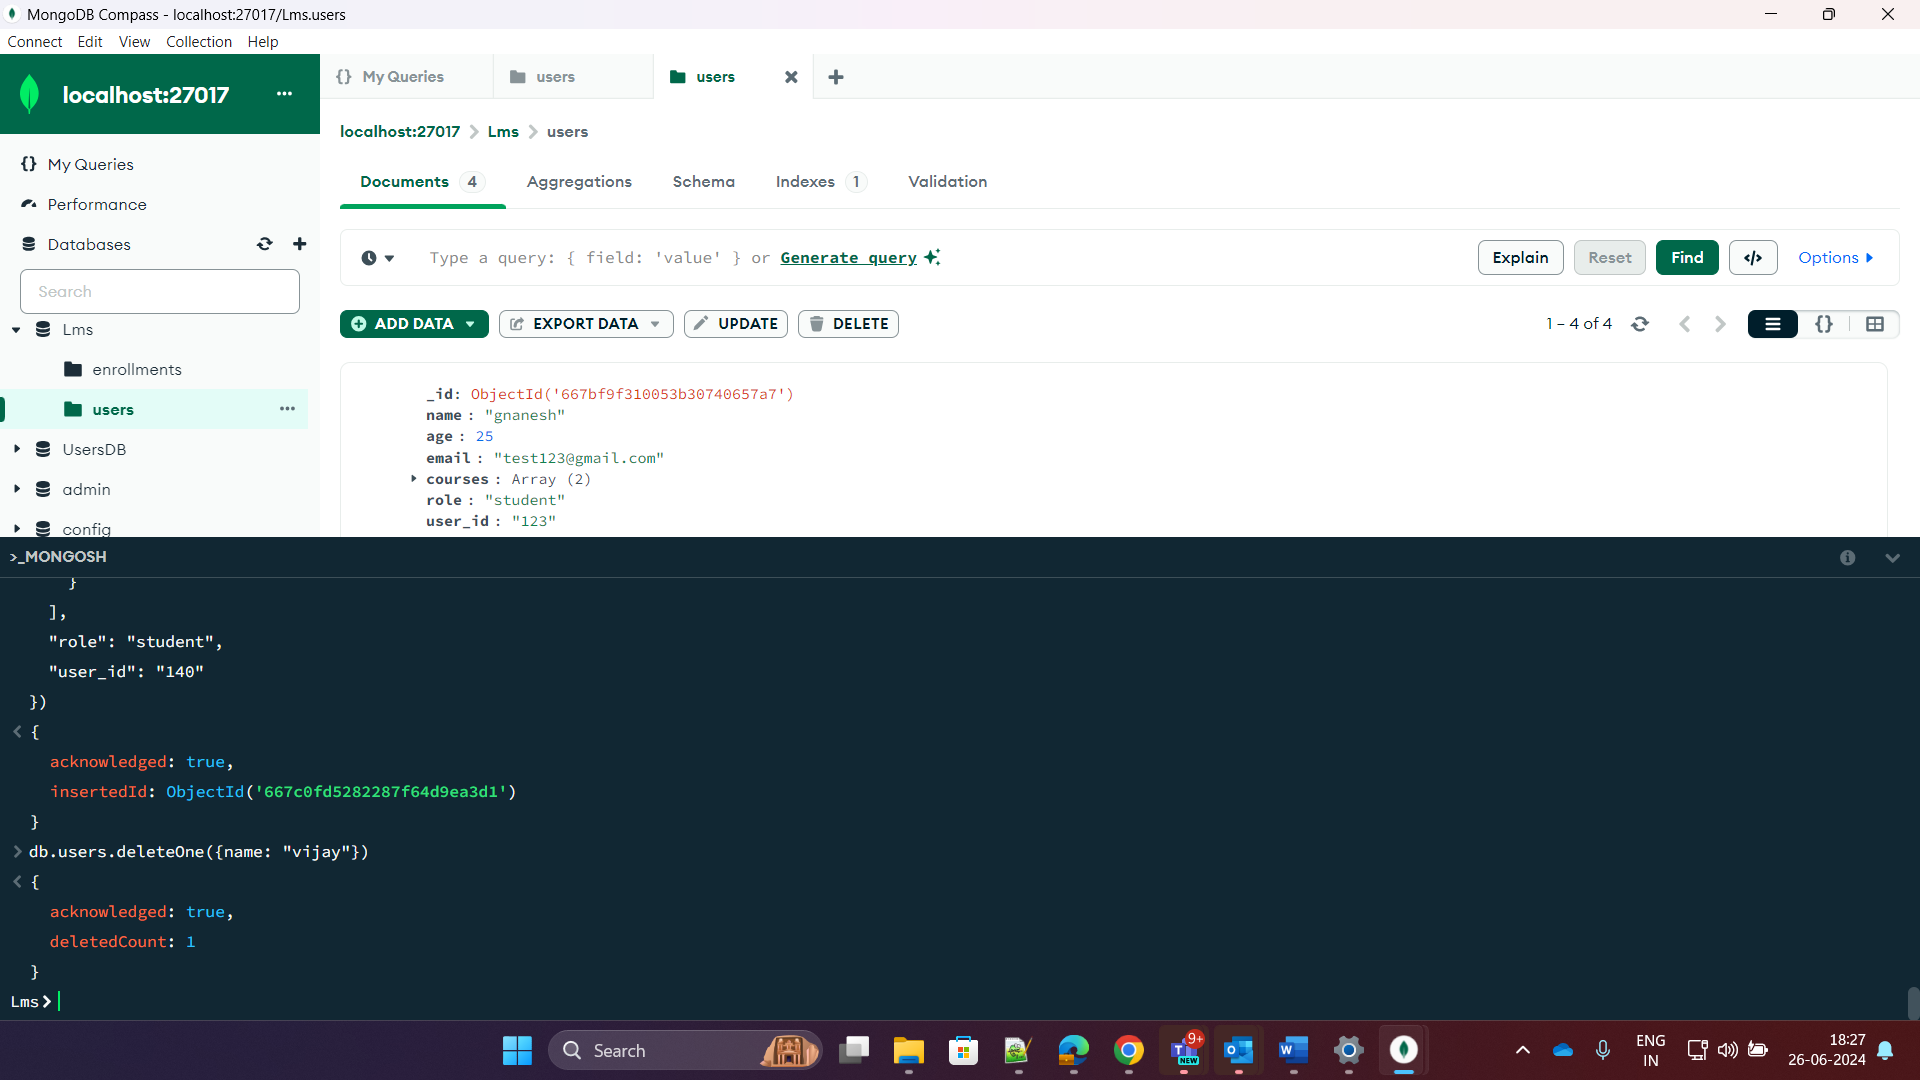 MongoDB Compass - localhost:27017/Lms.users
Connect Edit View Collection Help
localhost:27017 ...
{} My Queries
users
users
{} My Queries
Performance
Databases
Search
Lms
enrollments
users ...
UsersDB
admin
config
localhost:27017 > Lms > users
Documents 4 Aggregations Schema Indexes 1 Validation
Type a query: { field: 'value' } or Generate query
Explain Reset Find </> Options
ADD DATA EXPORT DATA UPDATE DELETE
1 – 4 of 4 {}
_id: ObjectId('667bf9f310053b30740657a7')
name : "gnanesh"
age : 25
email : "test123@gmail.com"
courses : Array (2)
role : "student"
user_id : "123"
>_MONGOSH
}
],
"role": "student",
"user_id": "140"
})
< {
acknowledged: true,
insertedId: ObjectId('667c0fd5282287f64d9ea3d1')
}
> db.users.deleteOne({name: "vijay"})
< {
acknowledged: true,
deletedCount: 1
}
Lms>
Search
9+
NEW
ENG
IN
18:27
26-06-2024